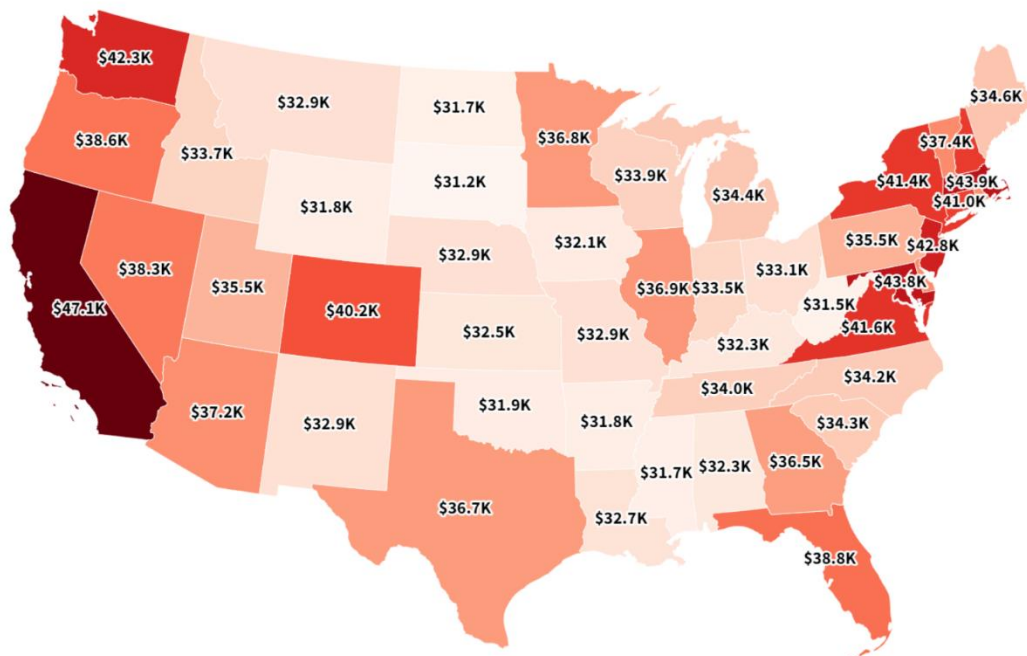 $42.3K
$32.9K
$31.7K
$34.6K
$38.6K
$33.7K
$36.8K
$37.4K
$31.2K
$33.9K
$34.4K
$41.4K
$43.9K
$41.0K
$31.8K
$32.1K
$35.5K
$42.8K
$38.3K
$35.5K
$32.9K
$36.9K
$33.5K
$33.1K
$43.8K
$47.1K
$40.2K
$32.5K
$32.9K
$31.5K
$41.6K
$32.3K
$37.2K
$32.9K
$31.9K
$31.8K
$34.0K
$34.2K
$34.3K
$36.7K
$32.7K
$31.7K
$32.3K
$36.5K
$38.8K